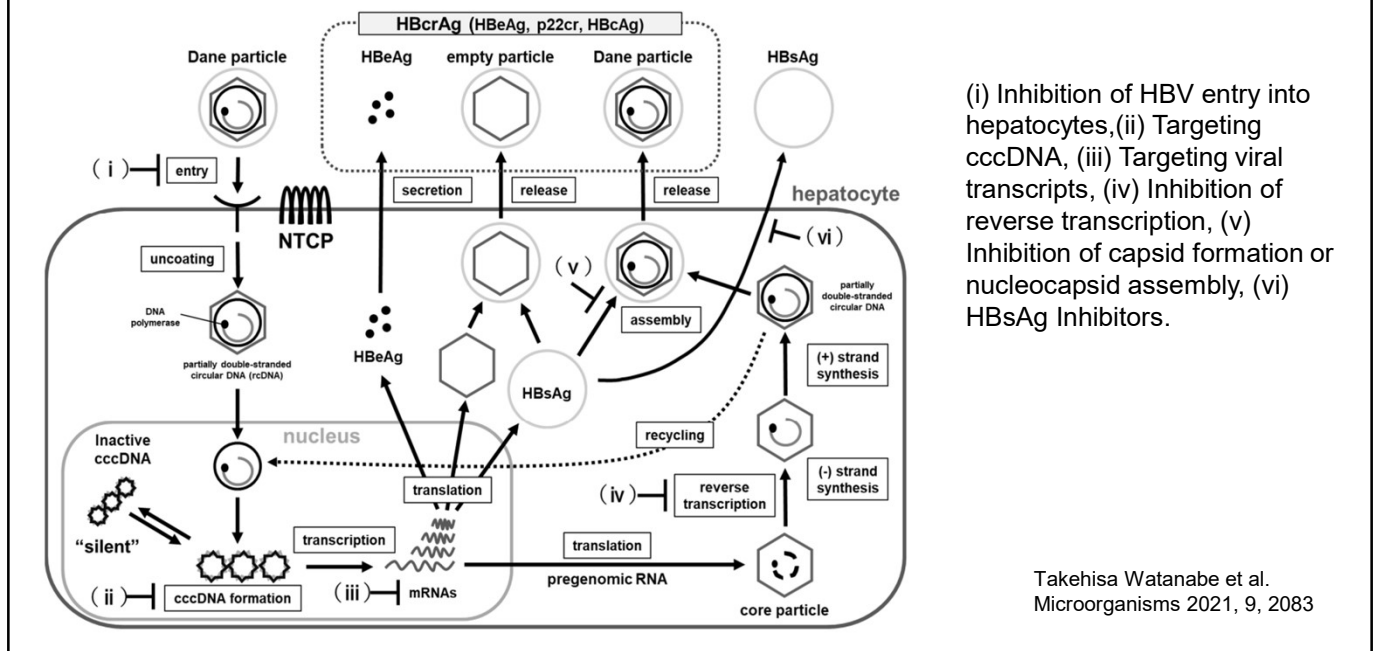 HBcrAg (HBeAg, p22cr, HBcAg)
Dane particle
HBeAg
empty particle
Dane particle
HBsAg
(i)
entry
secretion
release
release
hepatocyte
NTCP
(vi)
uncoating
(v)
DNA
polymerase
partially
double-stranded
circular DNA
assembly
HBeAg
partially double-stranded
circular DNA (rcDNA)
HBsAg
(+) strand
synthesis
nucleus
recycling
Inactive
cccDNA
translation
(-) strand
synthesis
(iv)
reverse
transcription
"silent"
transcription
translation
pregenomic RNA
(ii)
cccDNA formation
(iii)
mRNAs
core particle
(i) Inhibition of HBV entry into
hepatocytes,(ii) Targeting
cccDNA, (iii) Targeting viral
transcripts, (iv) Inhibition of
reverse transcription, (v)
Inhibition of capsid formation or
nucleocapsid assembly, (vi)
HBsAg Inhibitors.
Takehisa Watanabe et al.
Microorganisms 2021, 9, 2083